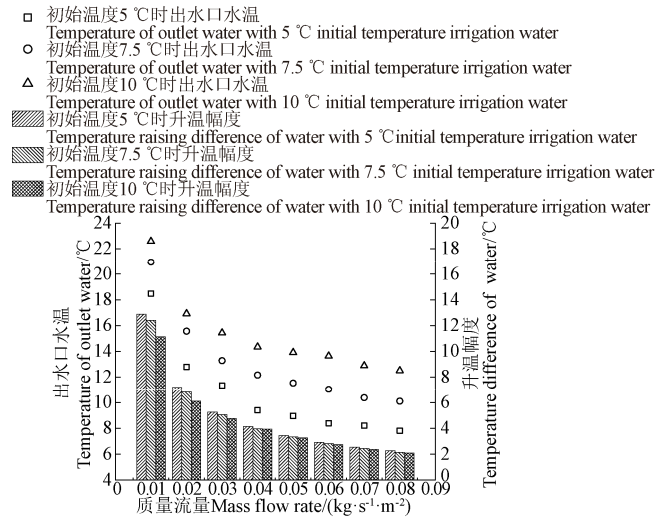 初始温度5 ℃时出水口水温
Temperature of outlet water with 5 ℃ initial temperature irrigation water
初始温度7.5 ℃时出水口水温
Temperature of outlet water with 7.5 ℃ initial temperature irrigation water
初始温度10 ℃时出水口水温
Temperature of outlet water with 10 ℃ initial temperature irrigation water
初始温度5 ℃时升温幅度
Temperature raising difference of water with 5 ℃initial temperature irrigation water
初始温度7.5 ℃时升温幅度
Temperature raising difference of water with 7.5 ℃ initial temperature irrigation water
初始温度10 ℃时升温幅度
Temperature raising difference of water with 10 ℃ initial temperature irrigation water
出水口水温
Temperature of outlet water/℃
24
22
20
18
16
14
12
10
8
6
4
20
18
16
14
12
10
8
6
4
2
0
升温幅度
Temperature difference of water/℃
0 0.01 0.02 0.03 0.04 0.05 0.06 0.07 0.08 0.09
质量流量Mass flow rate/(kg·s⁻¹·m⁻²)